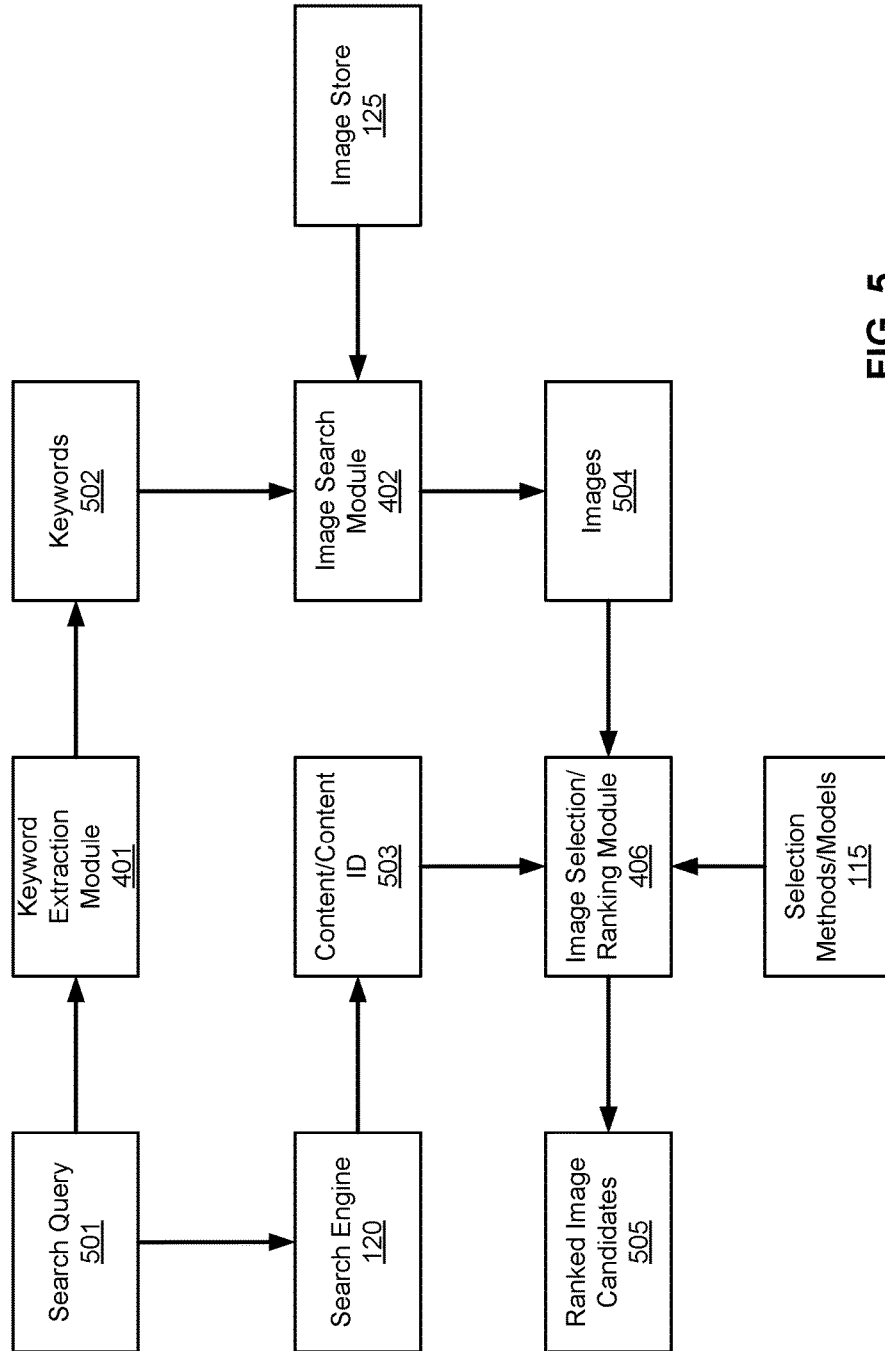 Search Query
501
Keyword
Extraction
Module
401
Keywords
502
Search Engine
120
Content/Content
ID
503
Image Search
Module
402
Image Store
125
Ranked Image
Candidates
505
Image Selection/
Ranking Module
406
Images
504
Selection
Methods/Models
115
FIG. 5